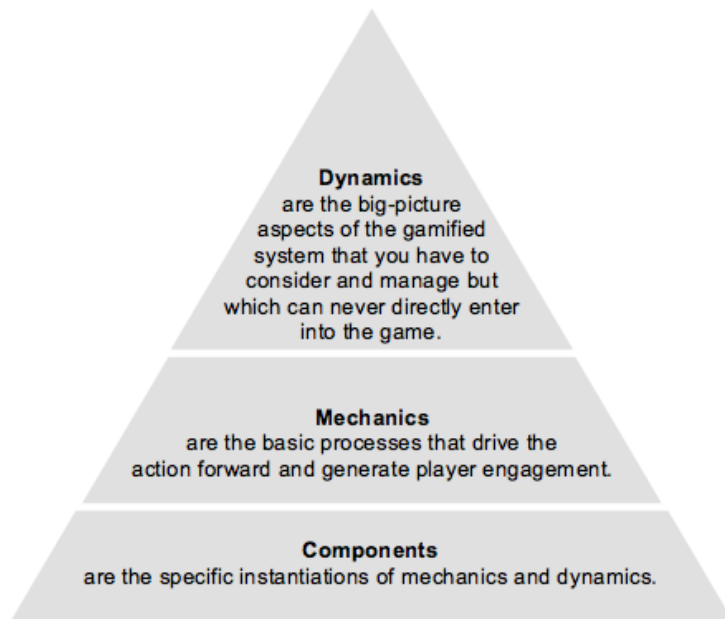 Dynamics
are the big-picture
aspects of the gamified
system that you have to
consider and manage but
which can never directly enter
into the game.
Mechanics
are the basic processes that drive the
action forward and generate player engagement.
Components
are the specific instantiations of mechanics and dynamics.